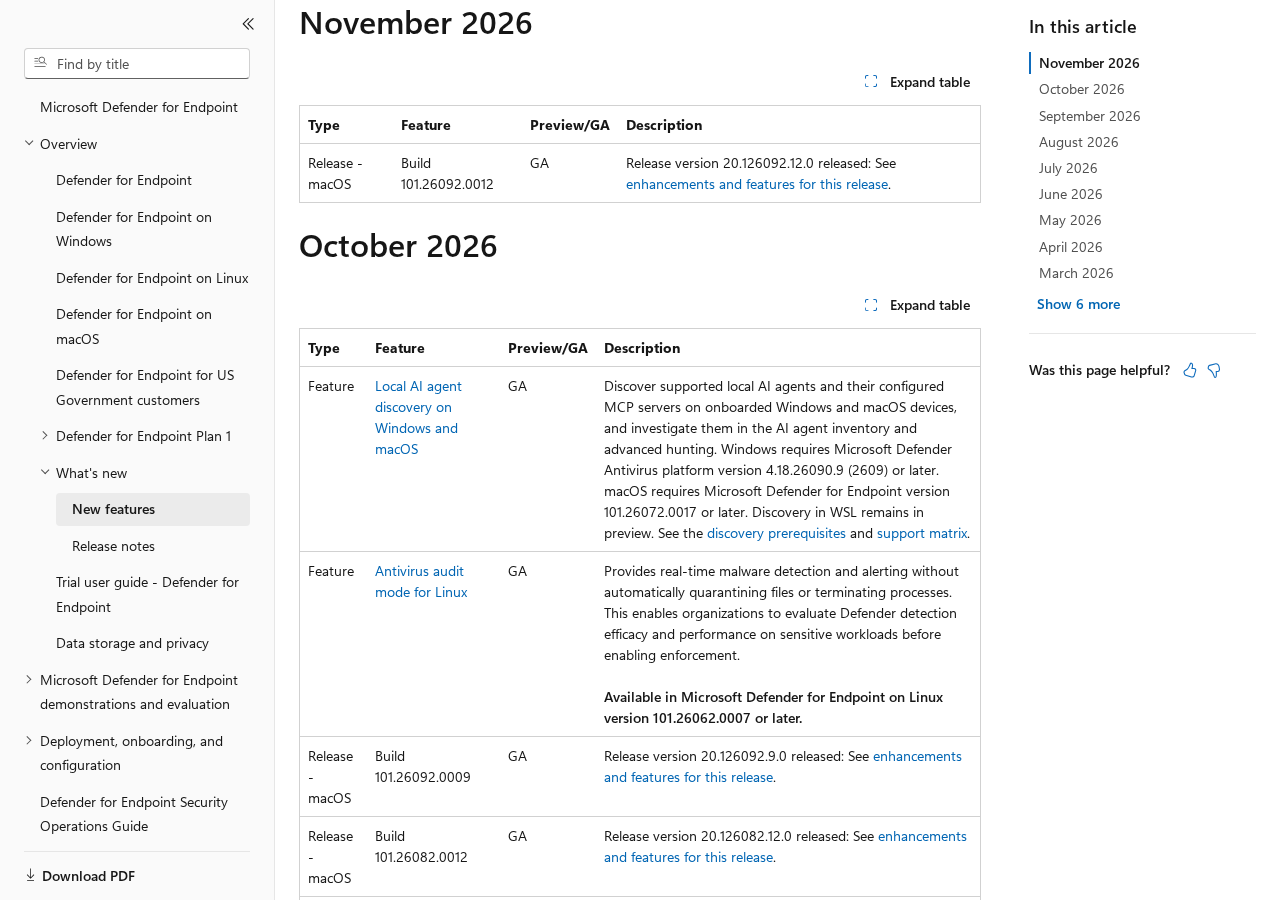 Find by title
Microsoft Defender for Endpoint
Overview
Defender for Endpoint
Defender for Endpoint on
Windows
Defender for Endpoint on Linux
Defender for Endpoint on
macOS
Defender for Endpoint for US
Government customers
Defender for Endpoint Plan 1
What's new
New features
Release notes
Trial user guide - Defender for
Endpoint
Data storage and privacy
Microsoft Defender for Endpoint
demonstrations and evaluation
Deployment, onboarding, and
configuration
Defender for Endpoint Security
Operations Guide
Download PDF
November 2026
Expand table
Type Feature Preview/GA Description
Release - Build GA Release version 20.126092.12.0 released: See
macOS 101.26092.0012 enhancements and features for this release.
October 2026
Expand table
Type Feature Preview/GA Description
Feature Local AI agent GA Discover supported local AI agents and their configured
discovery on MCP servers on onboarded Windows and macOS devices,
Windows and and investigate them in the AI agent inventory and
macOS advanced hunting. Windows requires Microsoft Defender
Antivirus platform version 4.18.26090.9 (2609) or later.
macOS requires Microsoft Defender for Endpoint version
101.26072.0017 or later. Discovery in WSL remains in
preview. See the discovery prerequisites and support matrix.
Feature Antivirus audit GA Provides real-time malware detection and alerting without
mode for Linux automatically quarantining files or terminating processes.
This enables organizations to evaluate Defender detection
efficacy and performance on sensitive workloads before
enabling enforcement.
Available in Microsoft Defender for Endpoint on Linux
version 101.26062.0007 or later.
Release Build GA Release version 20.126092.9.0 released: See enhancements
- 101.26092.0009 and features for this release.
macOS
Release Build GA Release version 20.126082.12.0 released: See enhancements
- 101.26082.0012 and features for this release.
macOS
In this article
November 2026
October 2026
September 2026
August 2026
July 2026
June 2026
May 2026
April 2026
March 2026
Show 6 more
Was this page helpful?